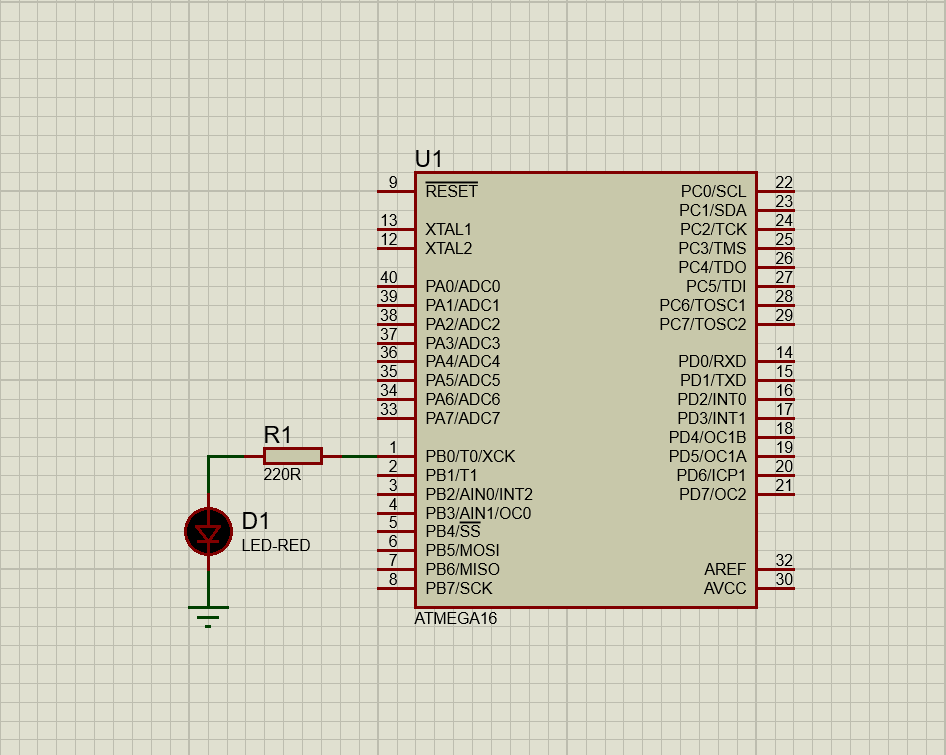 U1
9 RESET
13 XTAL1
12 XTAL2
40 PA0/ADC0
39 PA1/ADC1
38 PA2/ADC2
37 PA3/ADC3
36 PA4/ADC4
35 PA5/ADC5
34 PA6/ADC6
33 PA7/ADC7
1 PB0/T0/XCK
2 PB1/T1
3 PB2/AIN0/INT2
4 PB3/AIN1/OC0
5 PB4/SS
6 PB5/MOSI
7 PB6/MISO
8 PB7/SCK
PC0/SCL 22
PC1/SDA 23
PC2/TCK 24
PC3/TMS 25
PC4/TDO 26
PC5/TDI 27
PC6/TOSC1 28
PC7/TOSC2 29
PD0/RXD 14
PD1/TXD 15
PD2/INT0 16
PD3/INT1 17
PD4/OC1B 18
PD5/OC1A 19
PD6/ICP1 20
PD7/OC2 21
AREF 32
AVCC 30
ATMEGA16
R1
220R
D1
LED-RED